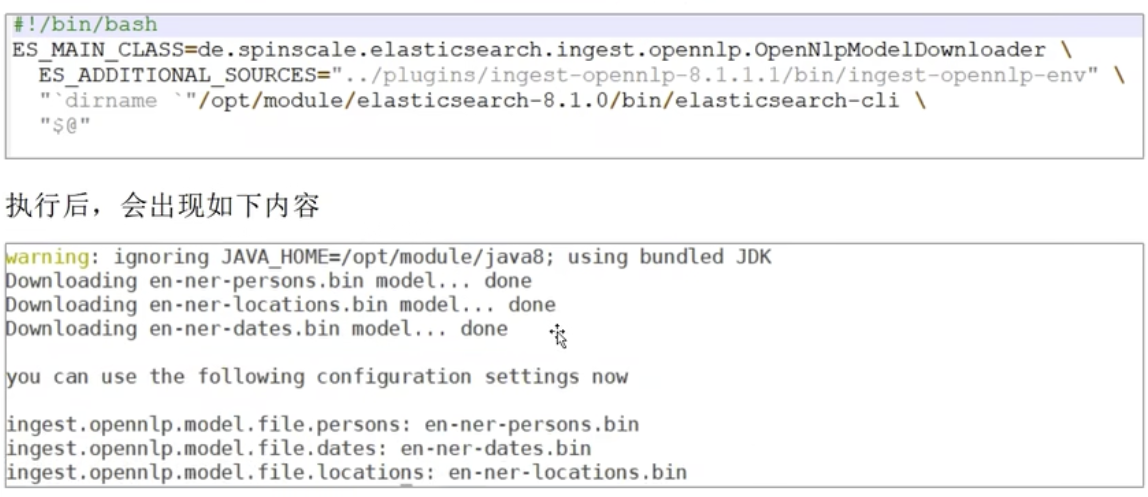 #!/bin/bash
ES_MAIN_CLASS=de.spinscale.elasticsearch.ingest.opennlp.OpenNlpModelDownloader \
  ES_ADDITIONAL_SOURCES="../plugins/ingest-opennlp-8.1.1.1/bin/ingest-opennlp-env" \
  "`dirname `"/opt/module/elasticsearch-8.1.0/bin/elasticsearch-cli \
  "$@"
执行后，会出现如下内容
warning: ignoring JAVA_HOME=/opt/module/java8; using bundled JDK
Downloading en-ner-persons.bin model... done
Downloading en-ner-locations.bin model... done
Downloading en-ner-dates.bin model... done
you can use the following configuration settings now
ingest.opennlp.model.file.persons: en-ner-persons.bin
ingest.opennlp.model.file.dates: en-ner-dates.bin
ingest.opennlp.model.file.locations: en-ner-locations.bin